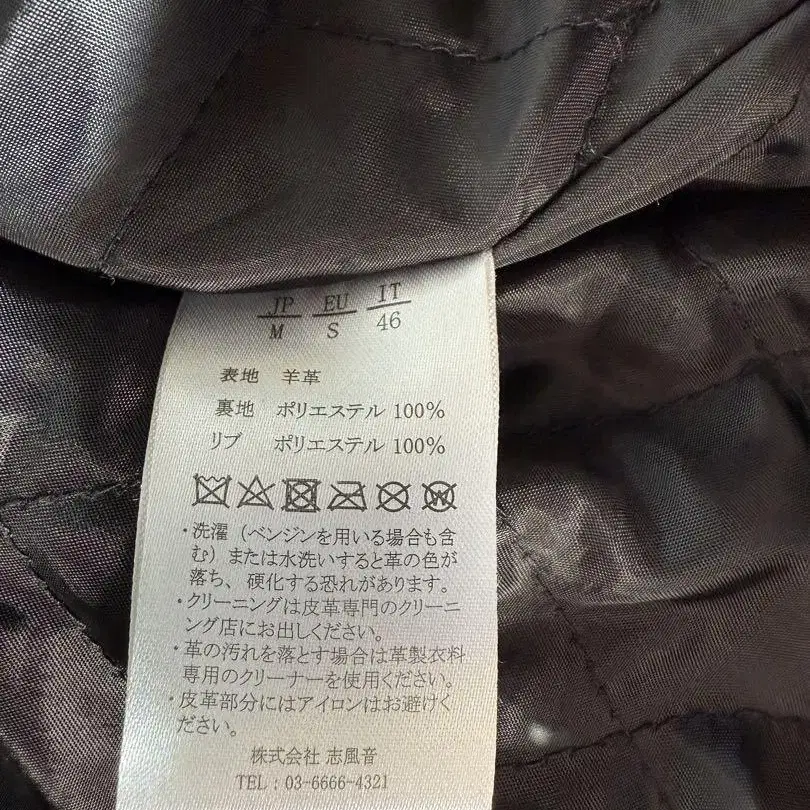 JP EU IT
M S 46
表地 羊革
裏地 ポリエステル 100%
リブ ポリエステル 100%
W
・洗濯（ベンジンを用いる場合も含
む）または水洗いすると革の色が
落ち、硬化する恐れがあります。
・クリーニングは皮革専門のクリーニ
ング店にお出しください。
・革の汚れを落とす場合は革製衣料
専用のクリーナーを使用ください。
・皮革部分にはアイロンはお避けく
ださい。
株式会社 志風音
TEL：03-6666-4321